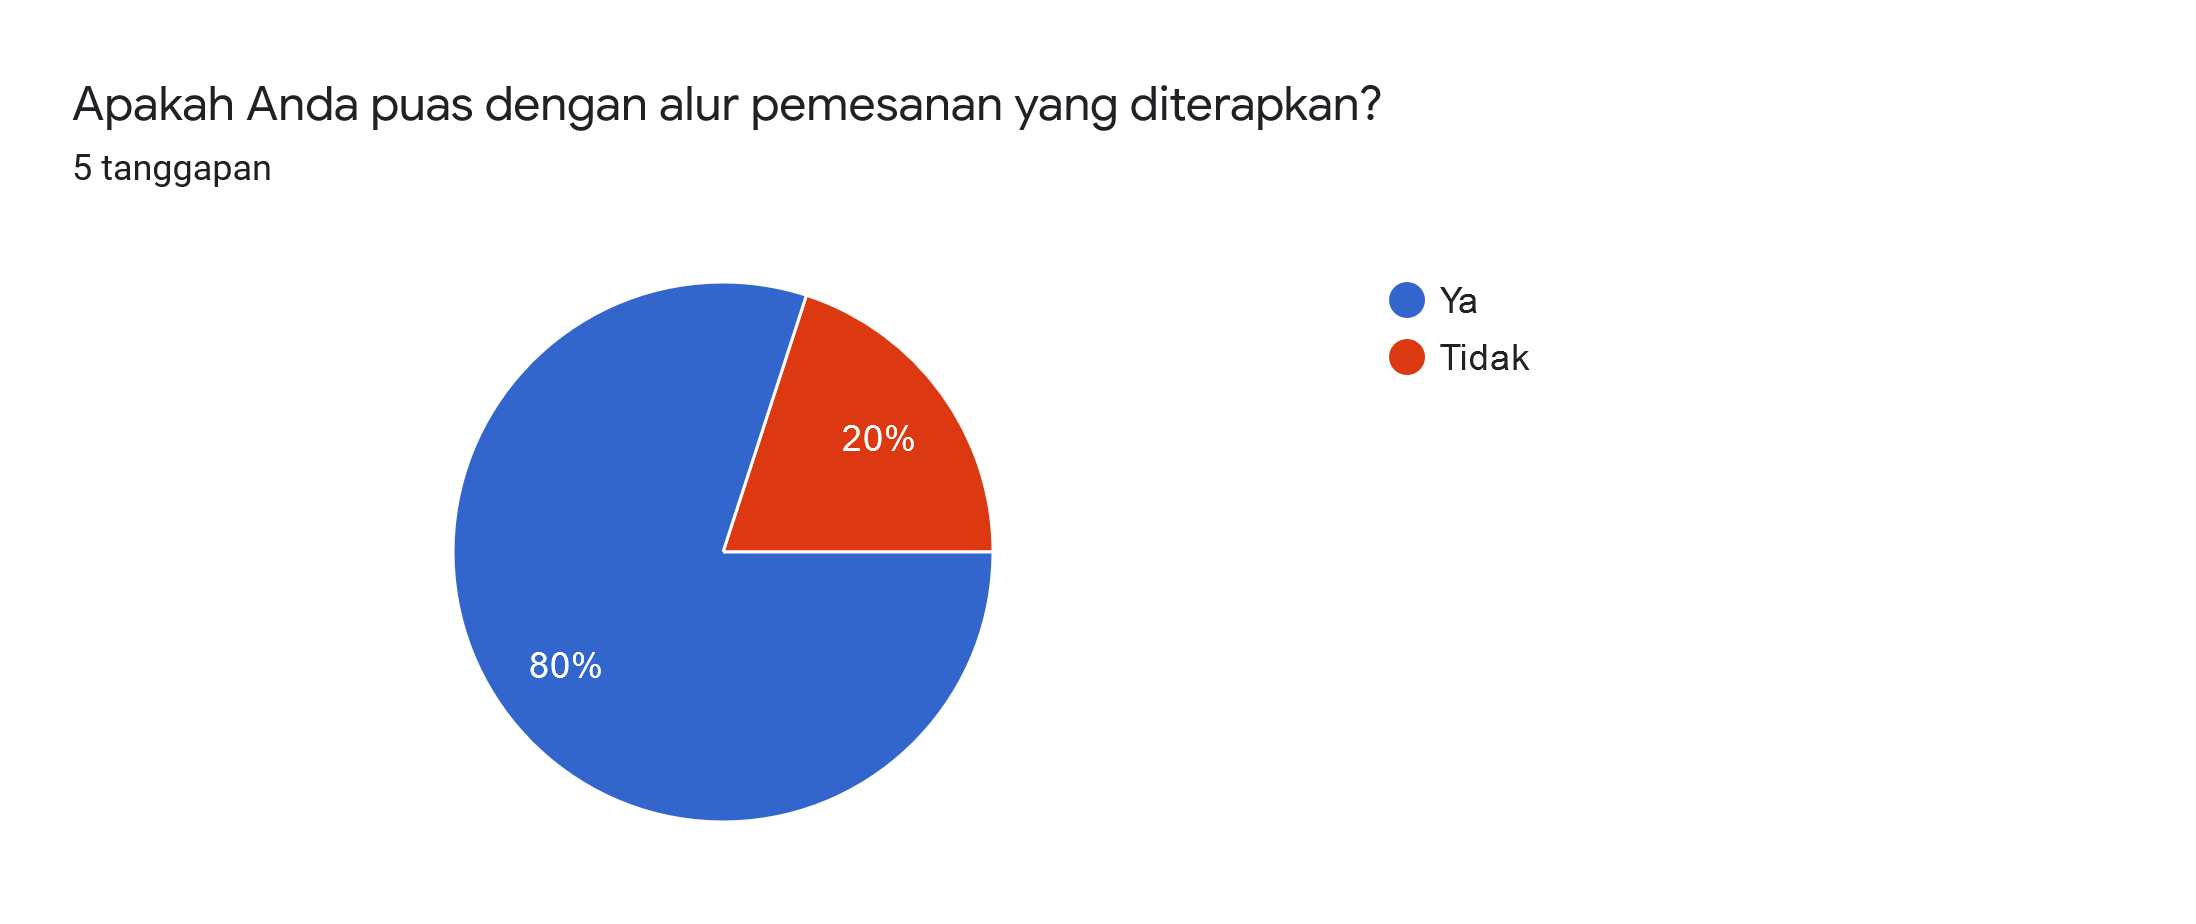 Apakah Anda puas dengan alur pemesanan yang diterapkan?
5 tanggapan
Ya
Tidak
20%
80%